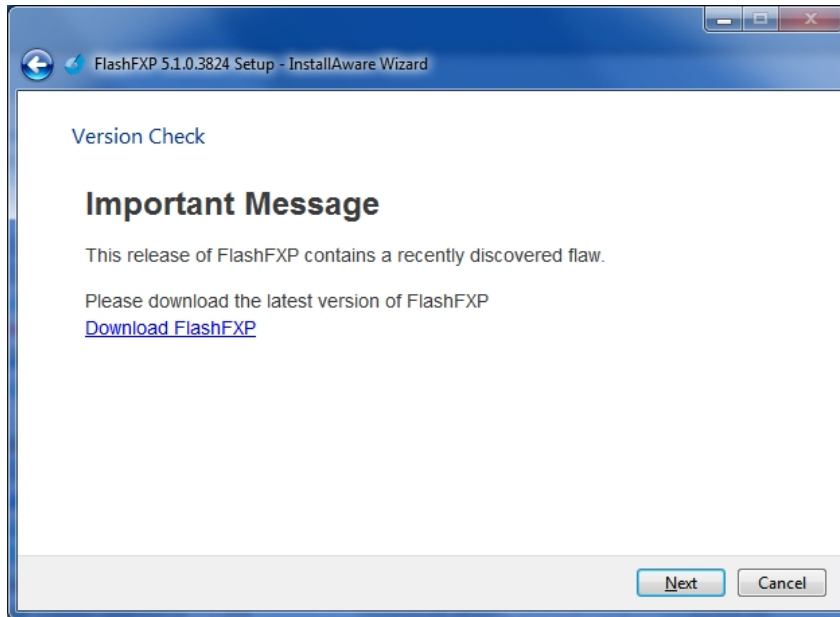 FlashFXP 5.1.0.3824 Setup - InstallAware Wizard
Version Check
Important Message
This release of FlashFXP contains a recently discovered flaw.
Please download the latest version of FlashFXP
Download FlashFXP
Next
Cancel